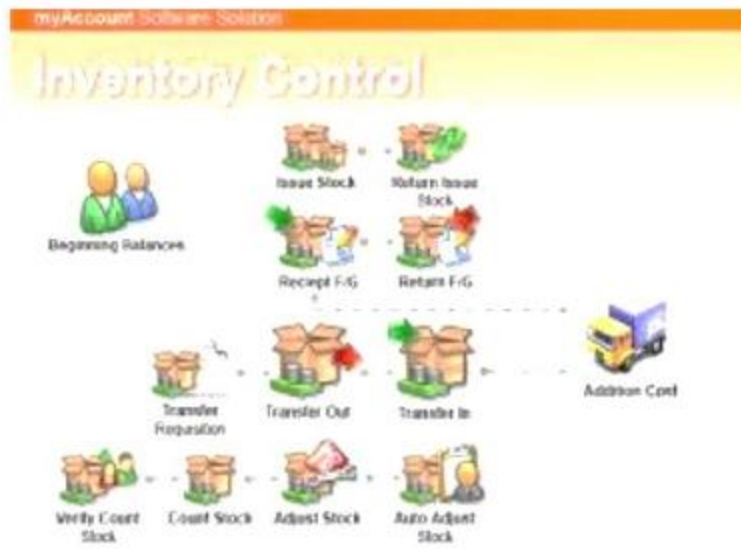 myAccount Software Solution
Inventory Control
Issue Stock
Return Issue
Stock
Beginning Balances
Reciept F/G
Return F/G
Addition Cost
Transfer
Requisition
Transfer Out
Transfer In
Verify Count
Stock
Count Stock
Adjust Stock
Auto Adjust
Stock